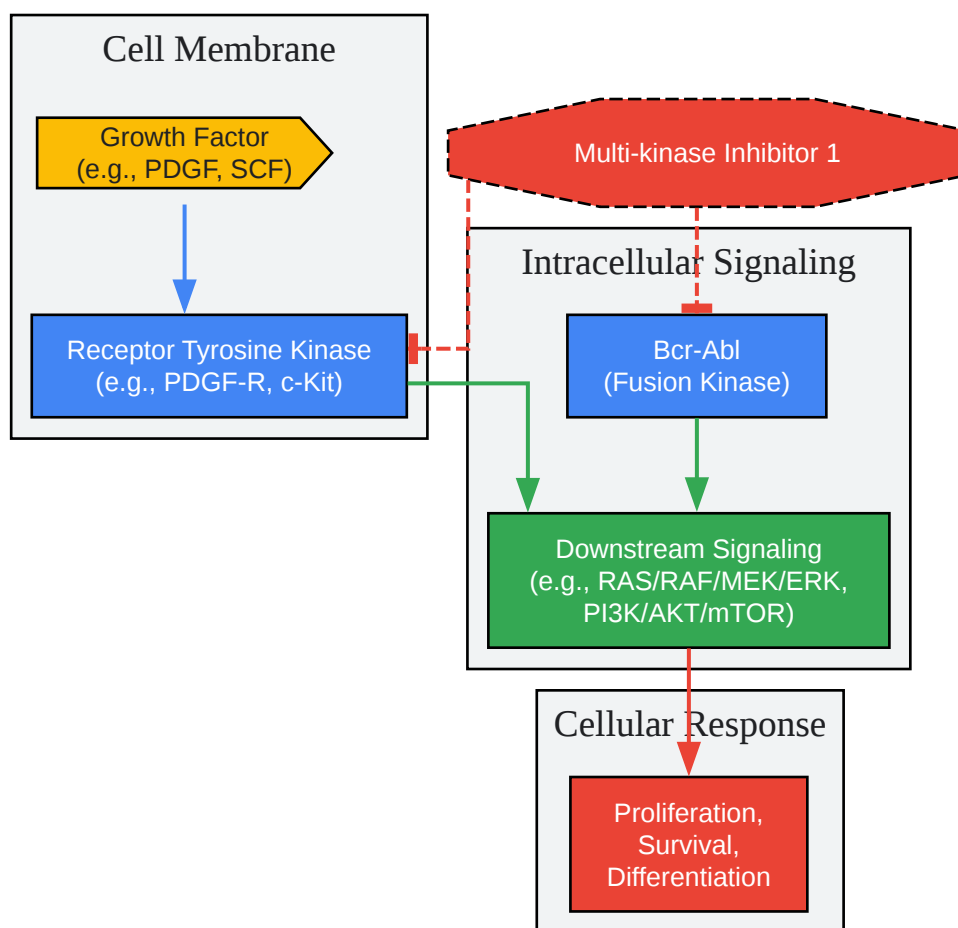 Cell Membrane
Growth Factor
(e.g., PDGF, SCF)
Multi-kinase Inhibitor 1
Intracellular Signaling
Receptor Tyrosine Kinase
(e.g., PDGF-R, c-Kit)
Bcr-Abl
(Fusion Kinase)
Downstream Signaling
(e.g., RAS/RAF/MEK/ERK,
PI3K/AKT/mTOR)
Cellular Response
Proliferation,
Survival,
Differentiation